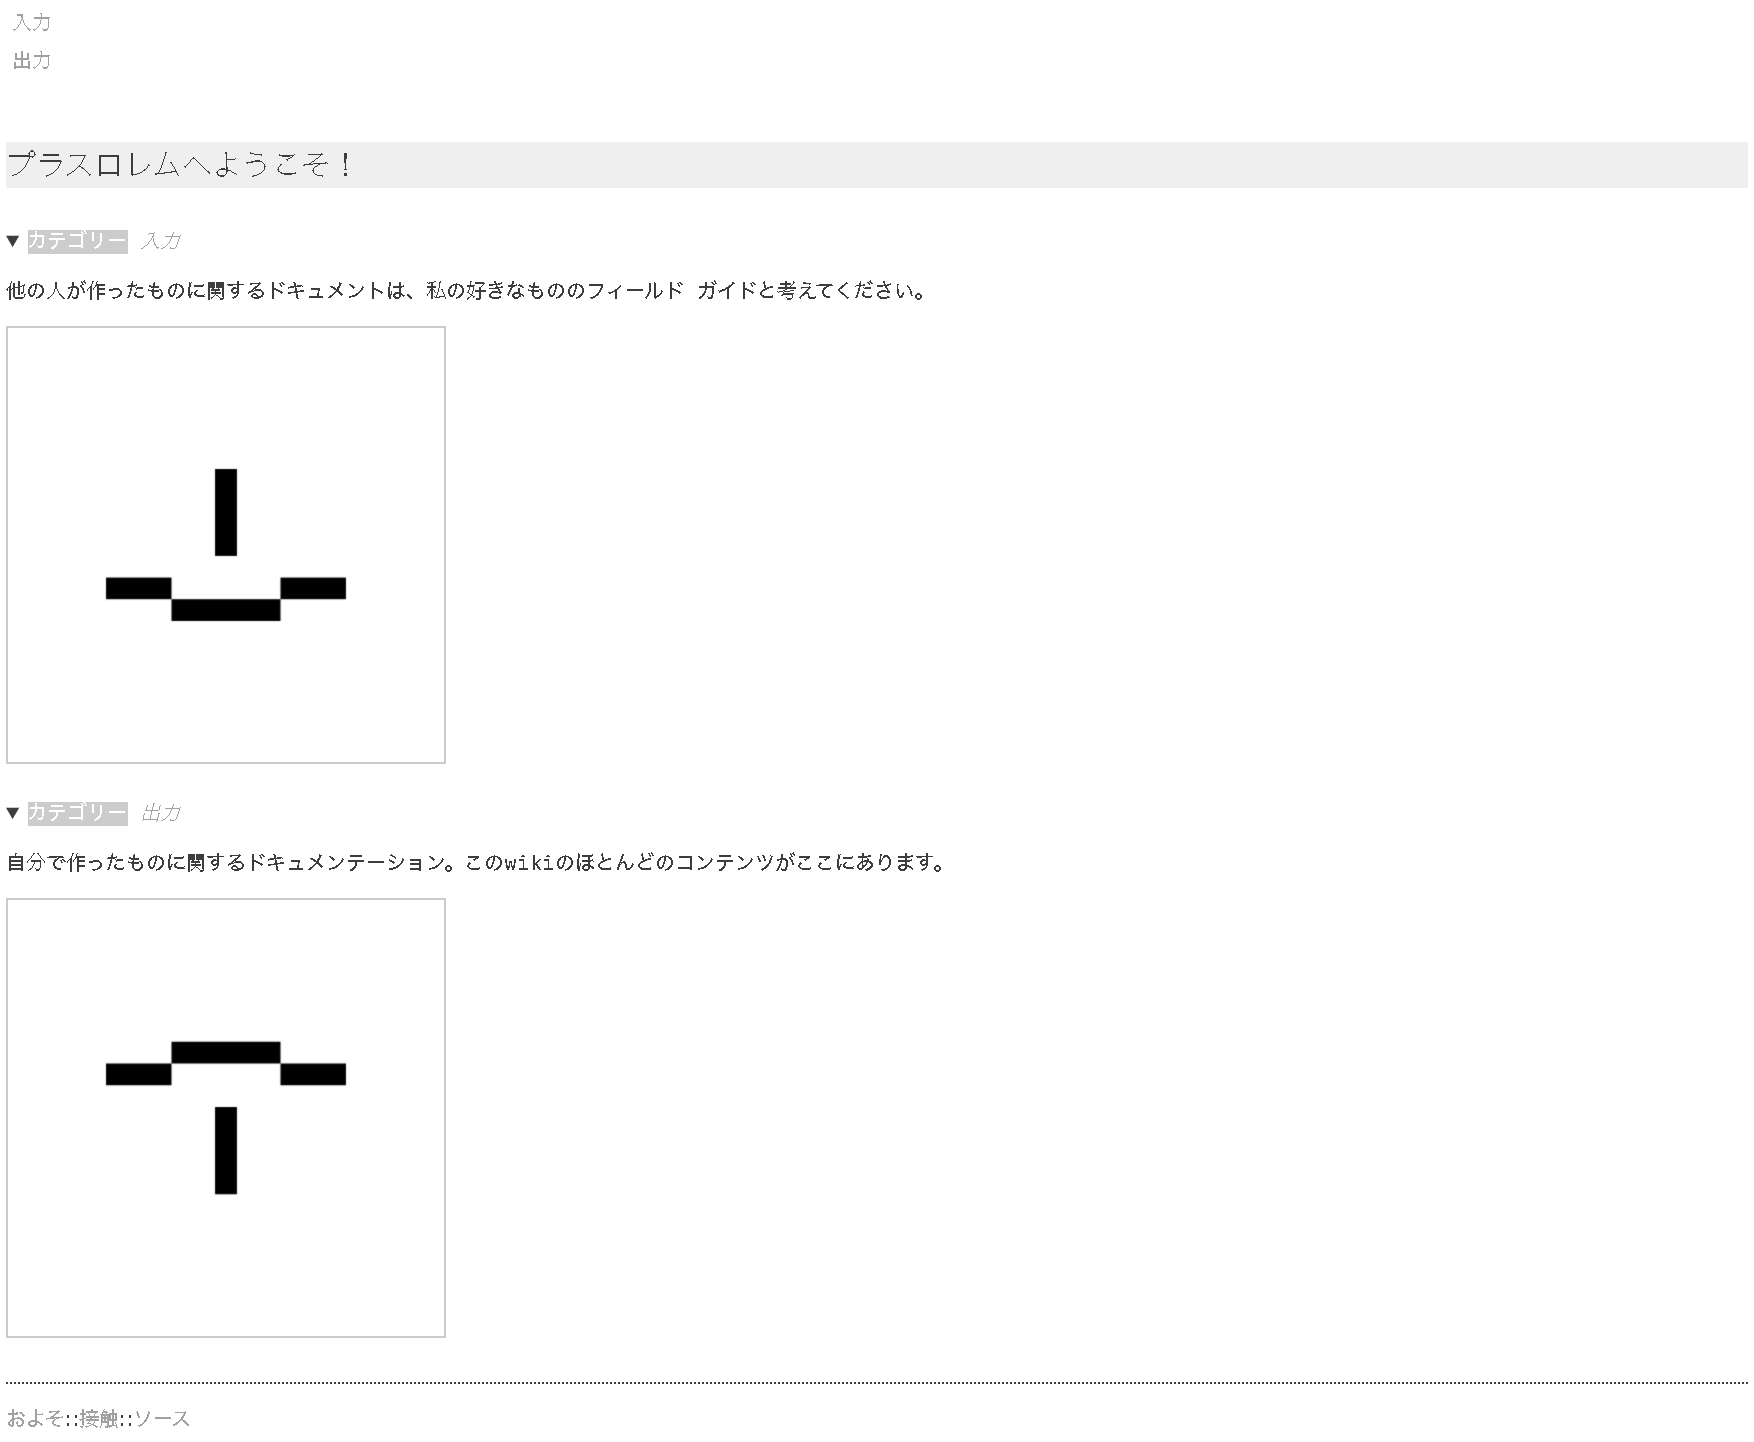 入力
出力
プラスロレムへようこそ！
▼ カテゴリー 入力
他の人が作ったものに関するドキュメントは、私の好きなもののフィールド ガイドと考えてください。
▼ カテゴリー 出力
自分で作ったものに関するドキュメンテーション。このwikiのほとんどのコンテンツがここにあります。
およそ::接触::ソース